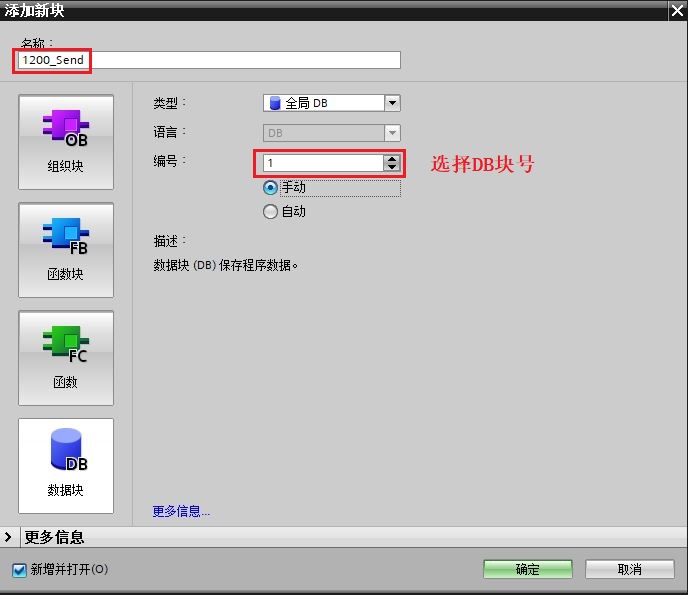 添加新块
名称：
1200_Send
OB
组织块
FB
函数块
FC
函数
DB
数据块
类型：
全局 DB
语言：
DB
编号：
1
选择DB块号
手动
自动
描述：
数据块 (DB) 保存程序数据。
更多信息...
更多信息
新增并打开(O)
确定
取消